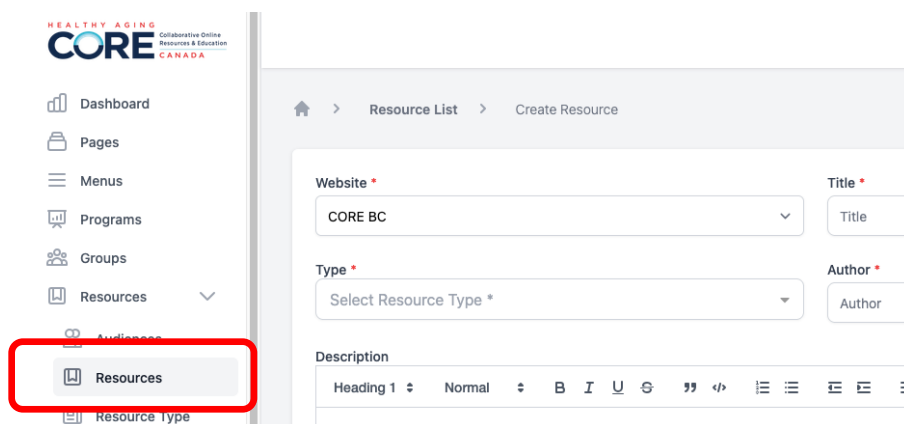 HEALTHY AGING
CORE Collaborative Online
Resources & Education
CANADA
Dashboard
Pages
Menus
Programs
Groups
Resources
Audiences
Resources
Resource Type
Resource List > Create Resource
Website *
CORE BC
Title *
Title
Type *
Select Resource Type *
Author *
Author
Description
Heading 1 Normal B I U S